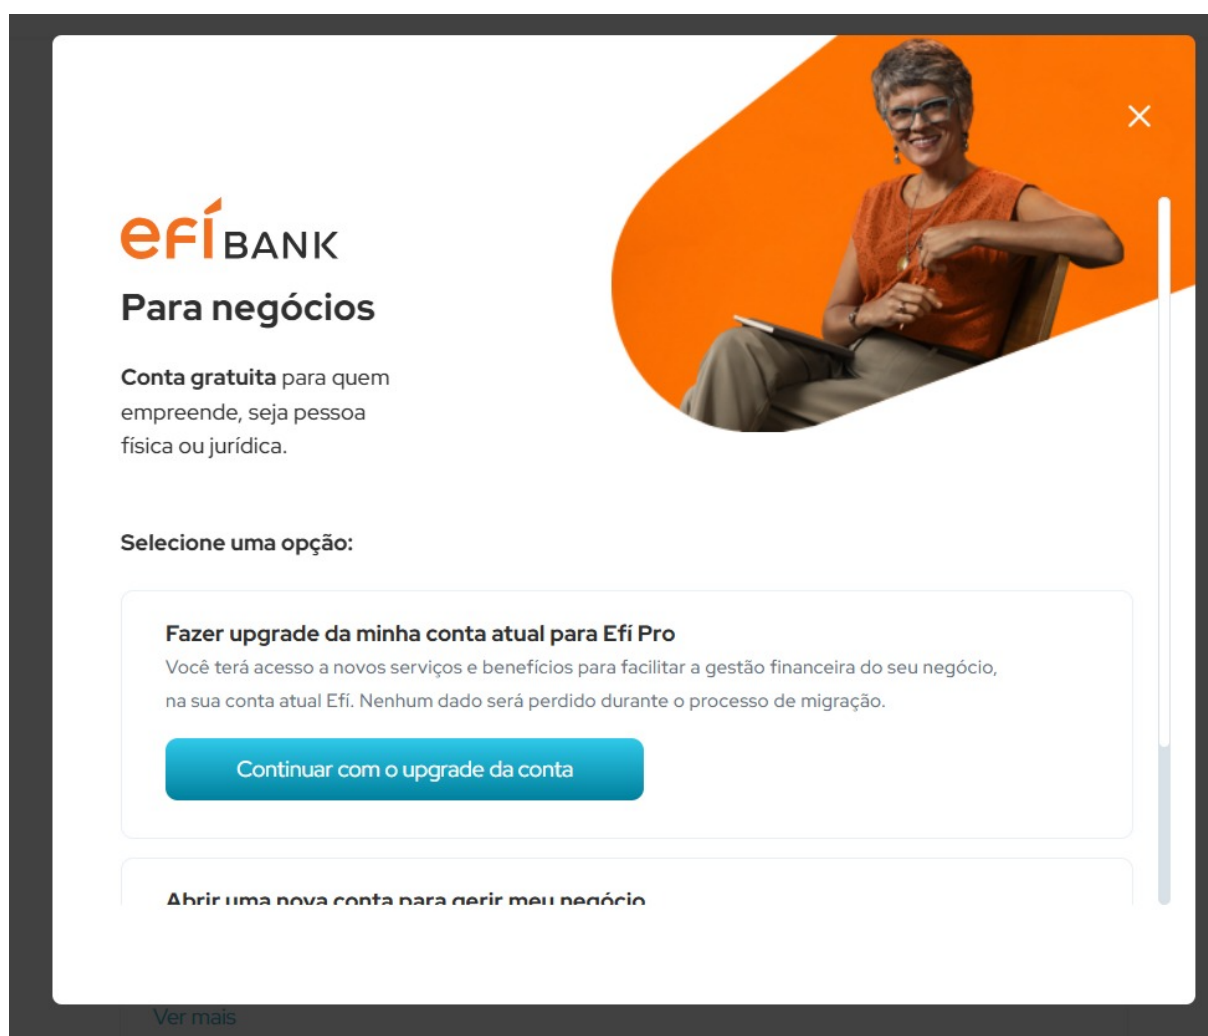 efí BANK
Para negócios
Conta gratuita para quem
empreende, seja pessoa
física ou jurídica.
Selecione uma opção:
Fazer upgrade da minha conta atual para Efí Pro
Você terá acesso a novos serviços e benefícios para facilitar a gestão financeira do seu negócio,
na sua conta atual Efí. Nenhum dado será perdido durante o processo de migração.
Continuar com o upgrade da conta
Abrir uma nova conta para gerir meu negócio
Ver mais